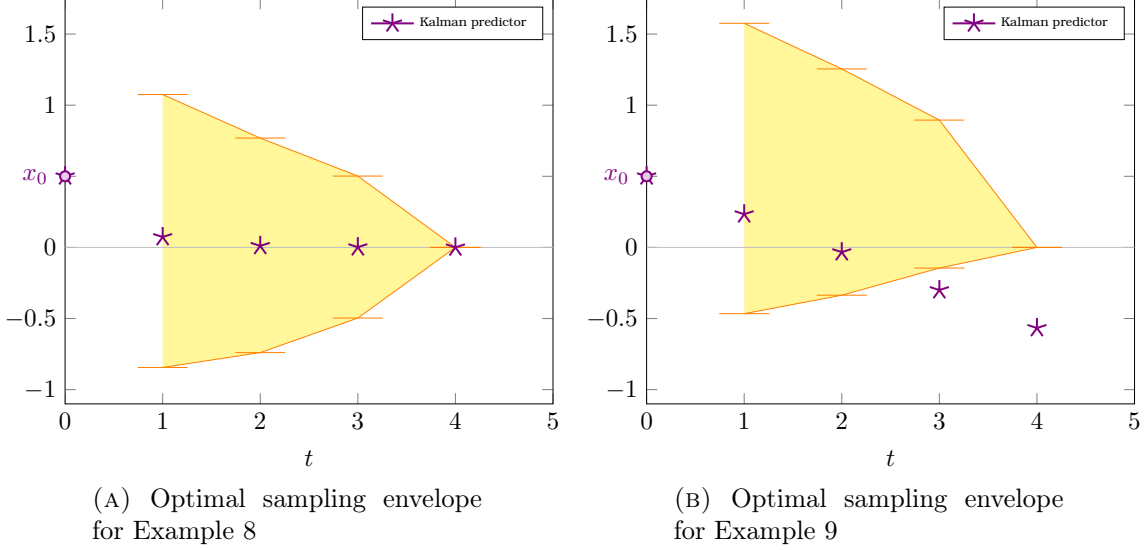 Kalman predictor
1.5
1
x₀
0.5
0
−0.5
−1
0 1 2 3 4 5
t
(A) Optimal sampling envelope
for Example 8
Kalman predictor
1.5
1
x₀
0
−0.5
−1
0 1 2 3 4 5
t
(B) Optimal sampling envelope
for Example 9